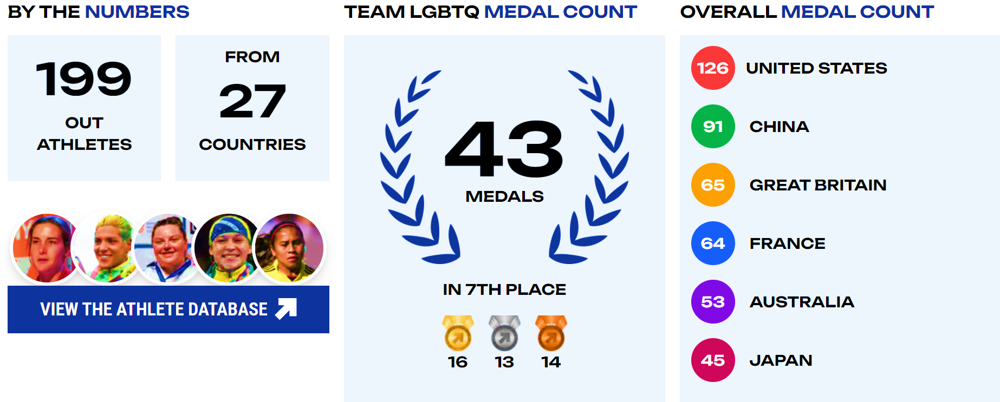 BY THE NUMBERS
199
OUT
ATHLETES
FROM
27
COUNTRIES
VIEW THE ATHLETE DATABASE
TEAM LGBTQ MEDAL COUNT
43
MEDALS
IN 7TH PLACE
16 13 14
OVERALL MEDAL COUNT
126 UNITED STATES
91 CHINA
65 GREAT BRITAIN
64 FRANCE
53 AUSTRALIA
45 JAPAN